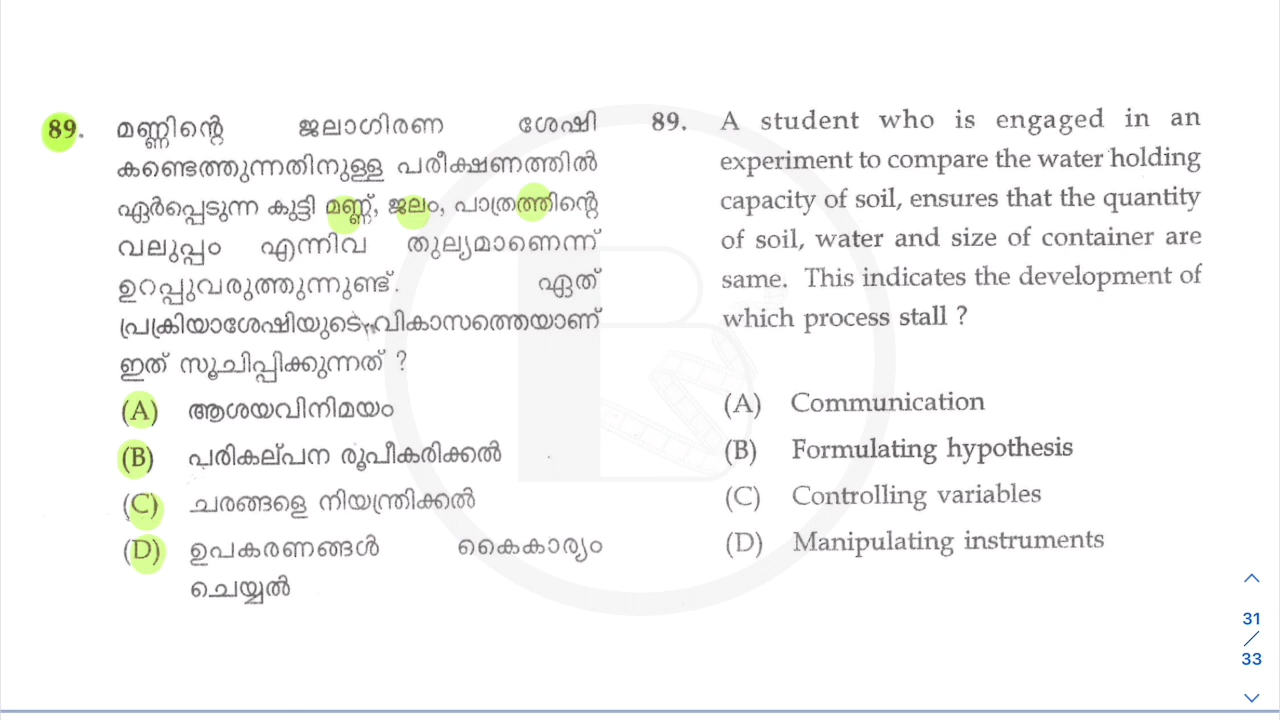 89. മണ്ണിന്റെ ജലാഗിരണ ശേഷി
കണ്ടെത്തുന്നതിനുള്ള പരീക്ഷണത്തിൽ
ഏർപ്പെടുന്ന കുട്ടി മണ്ണ്, ജലം, പാത്രത്തിന്റെ
വലുപ്പം എന്നിവ തുല്യമാണെന്ന്
ഉറപ്പുവരുത്തുന്നുണ്ട്. ഏത്
പ്രക്രിയാശേഷിയുടെ വികാസത്തെയാണ്
ഇത് സൂചിപ്പിക്കുന്നത് ?
(A) ആശയവിനിമയം
(B) പരികല്പന രൂപീകരിക്കൽ
(C) ചരങ്ങളെ നിയന്ത്രിക്കൽ
(D) ഉപകരണങ്ങൾ കൈകാര്യം
ചെയ്യൽ
89. A student who is engaged in an
experiment to compare the water holding
capacity of soil, ensures that the quantity
of soil, water and size of container are
same. This indicates the development of
which process stall ?
(A) Communication
(B) Formulating hypothesis
(C) Controlling variables
(D) Manipulating instruments
31
/
33